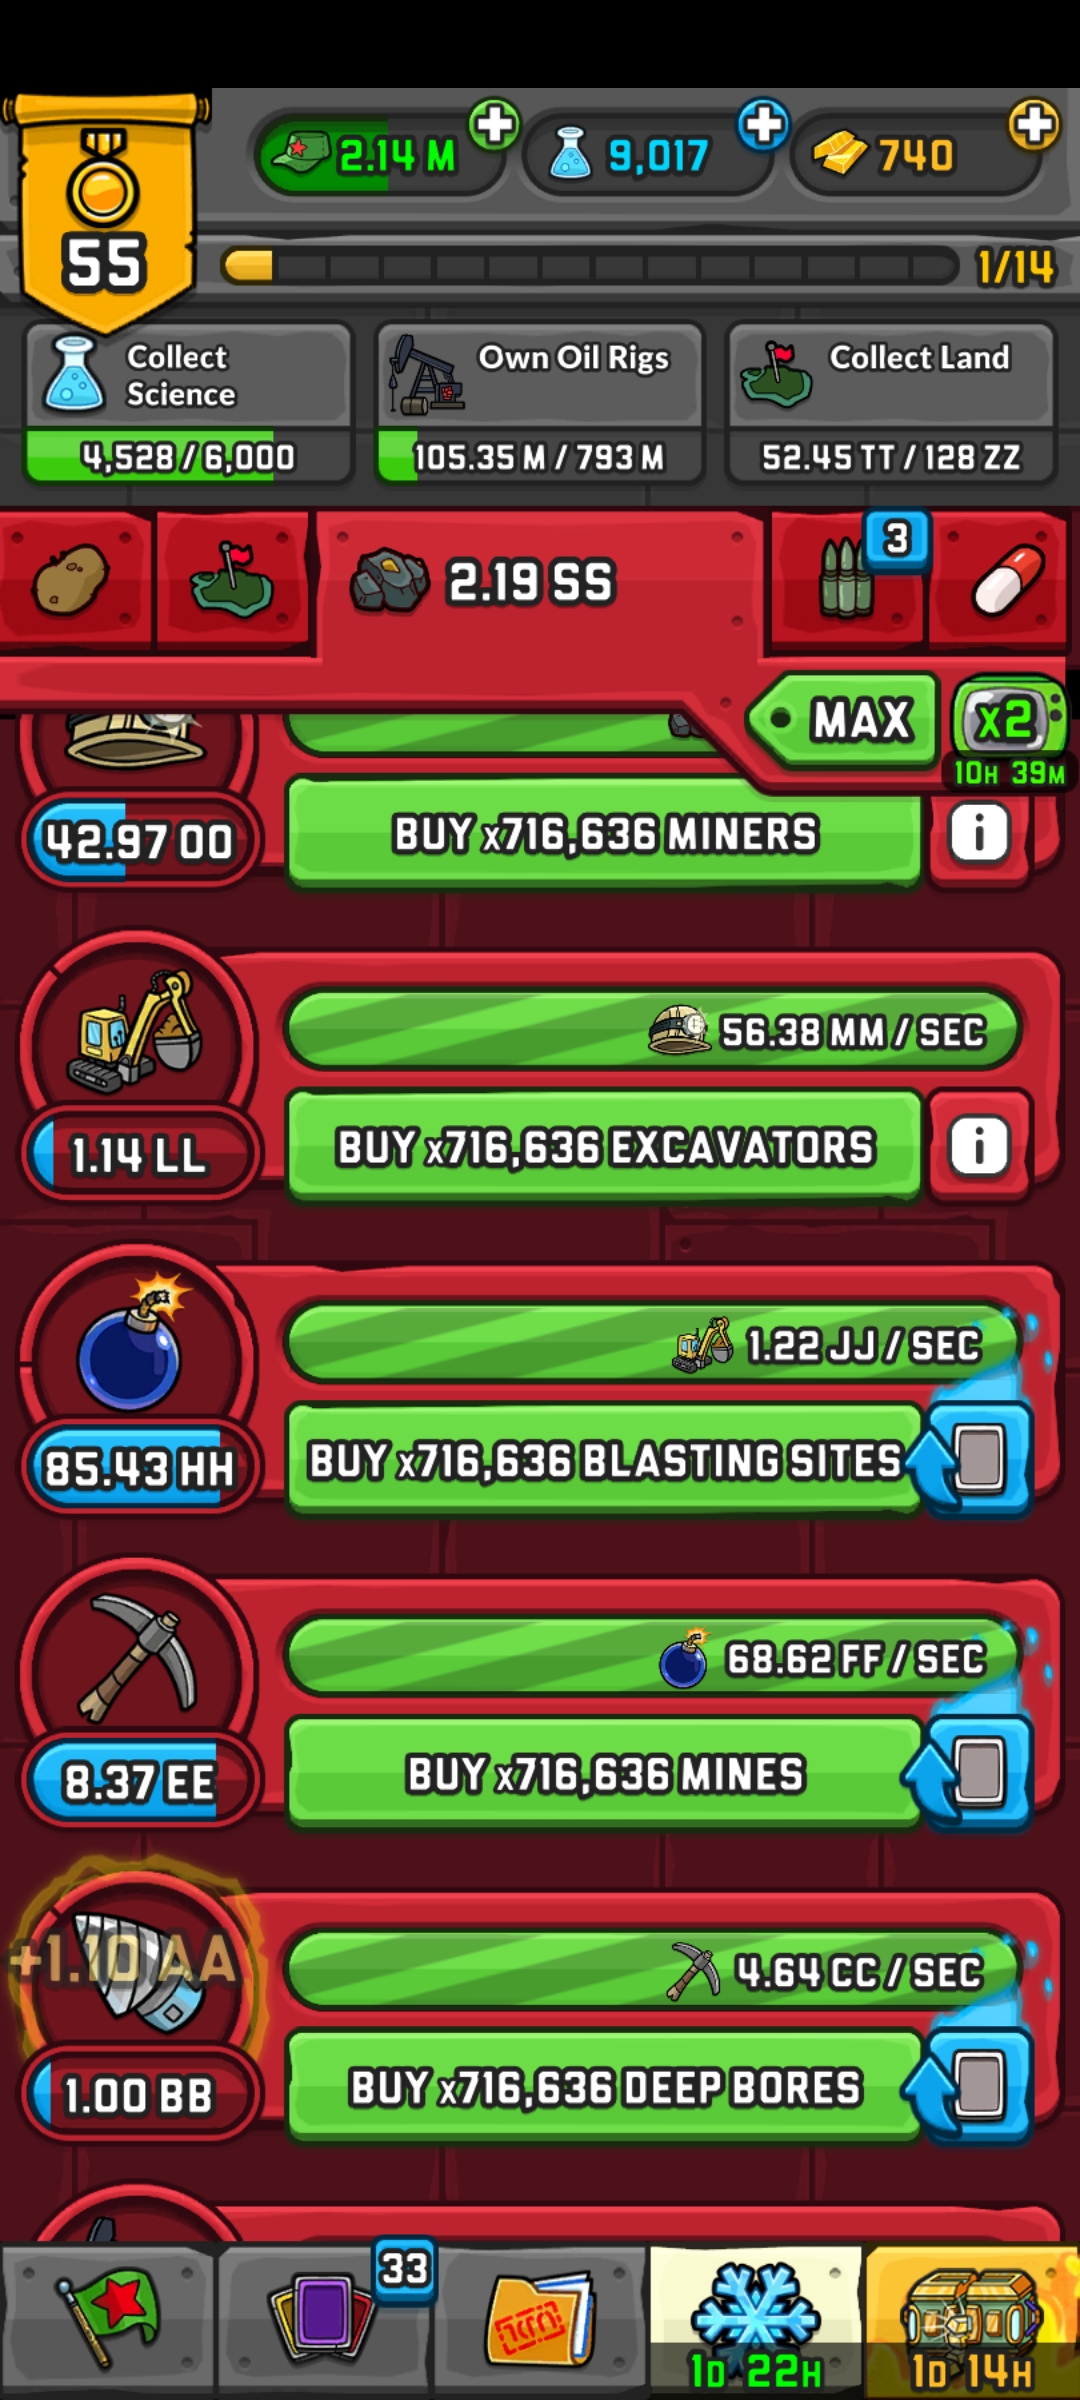 2.14 M
9,017
740
55
1/14
Collect
Science
4,528 / 6,000
Own Oil Rigs
105.35 M / 793 M
Collect Land
52.45 TT / 128 ZZ
2.19 SS
3
MAX
x2
10H 39M
42.97 OO
BUY x716,636 MINERS
i
56.38 MM / SEC
1.14 LL
BUY x716,636 EXCAVATORS
i
1.22 JJ / SEC
85.43 HH
BUY x716,636 BLASTING SITES
68.62 FF / SEC
8.37 EE
BUY x716,636 MINES
+1.10 AA
4.64 CC / SEC
1.00 BB
BUY x716,636 DEEP BORES
33
1D 22H
1D 14H